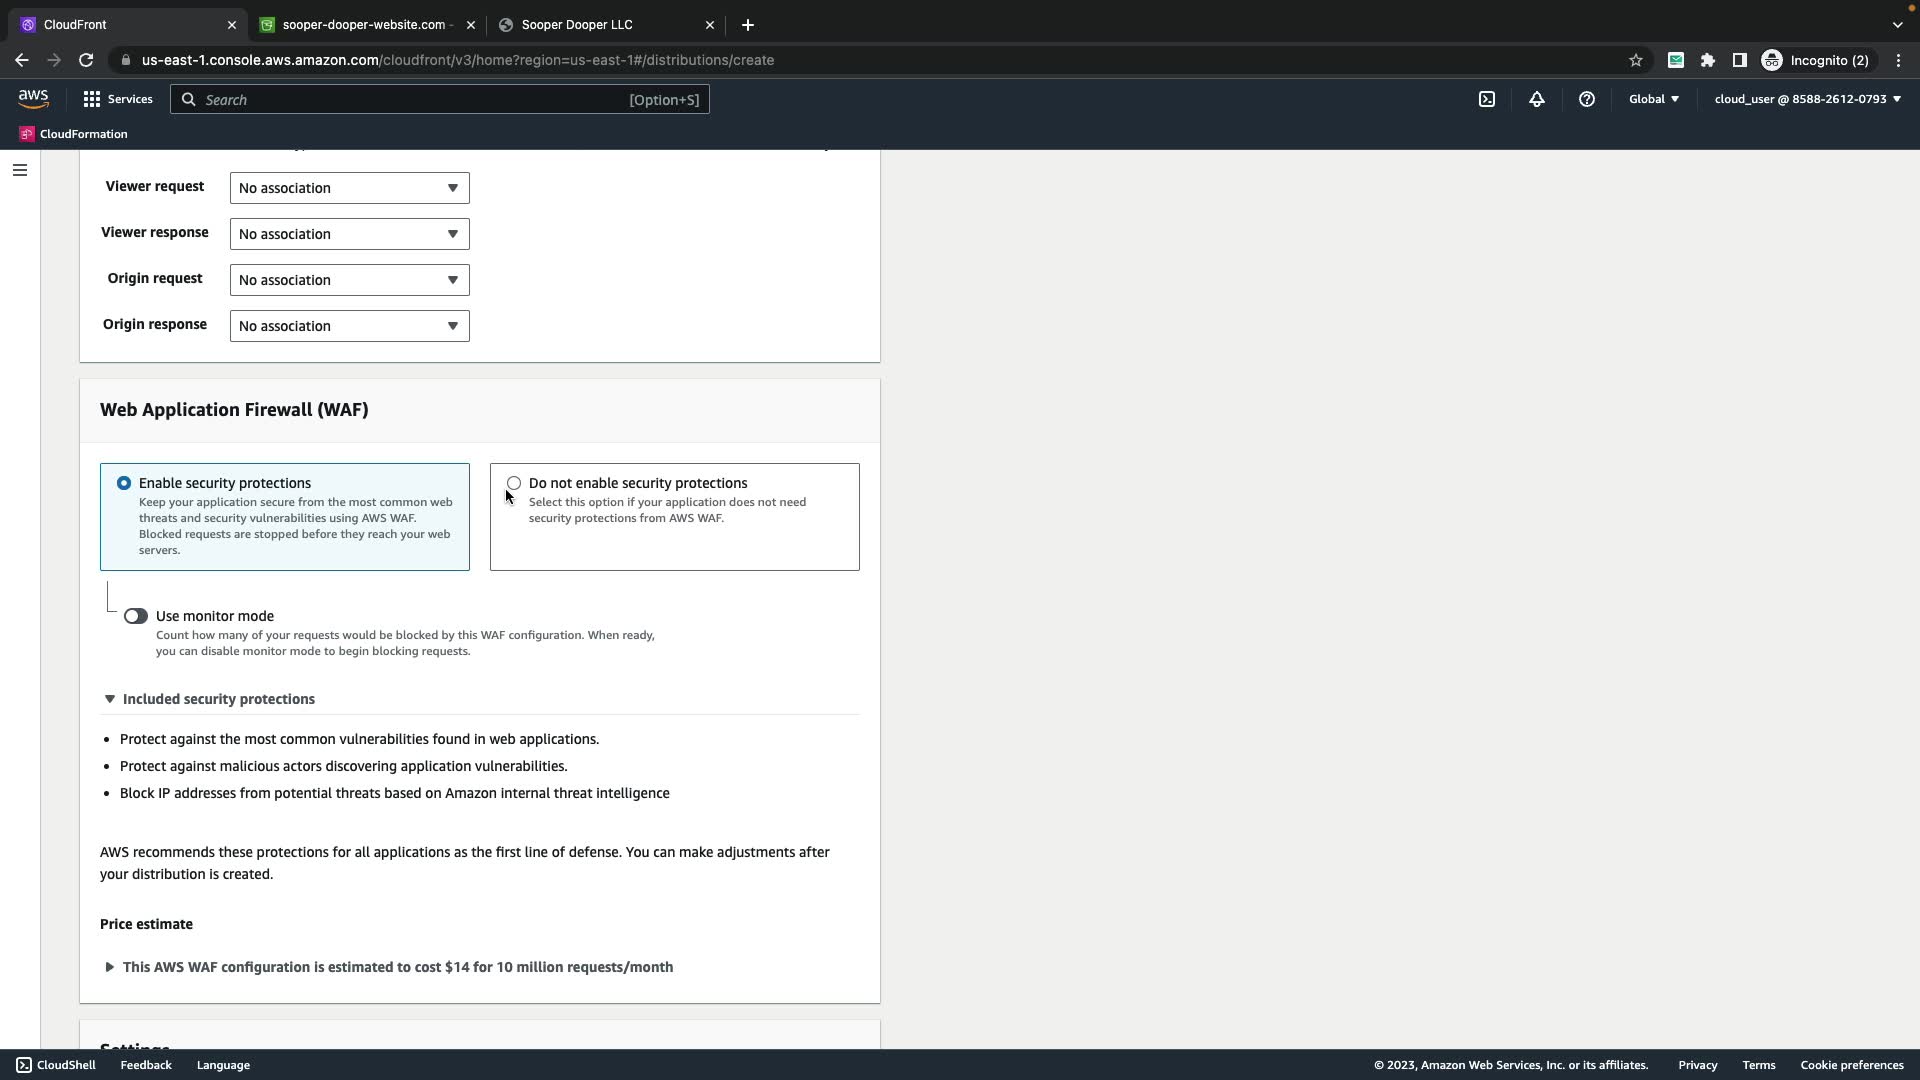 CloudFront
sooper-dooper-website.com -
Sooper Dooper LLC
us-east-1.console.aws.amazon.com/cloudfront/v3/home?region=us-east-1#/distributions/create
Incognito (2)
aws
Services
Search
[Option+S]
Global
cloud_user @ 8588-2612-0793
CloudFormation
Viewer request
No association
Viewer response
No association
Origin request
No association
Origin response
No association
Web Application Firewall (WAF)
Enable security protections
Keep your application secure from the most common web
threats and security vulnerabilities using AWS WAF.
Blocked requests are stopped before they reach your web
servers.
Do not enable security protections
Select this option if your application does not need
security protections from AWS WAF.
Use monitor mode
Count how many of your requests would be blocked by this WAF configuration. When ready,
you can disable monitor mode to begin blocking requests.
Included security protections
• Protect against the most common vulnerabilities found in web applications.
• Protect against malicious actors discovering application vulnerabilities.
• Block IP addresses from potential threats based on Amazon internal threat intelligence
AWS recommends these protections for all applications as the first line of defense. You can make adjustments after
your distribution is created.
Price estimate
This AWS WAF configuration is estimated to cost $14 for 10 million requests/month
Settings
CloudShell
Feedback
Language
© 2023, Amazon Web Services, Inc. or its affiliates.
Privacy
Terms
Cookie preferences